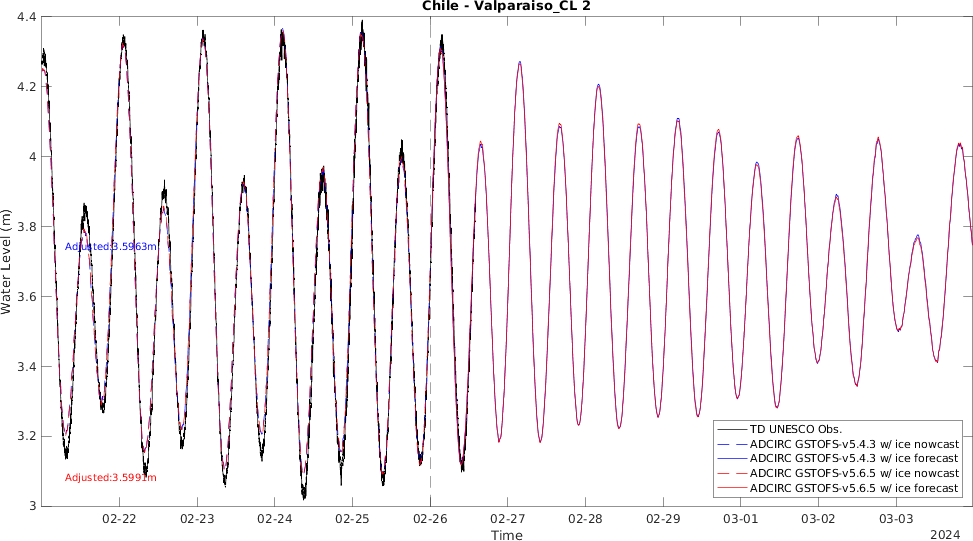 Chile - Valparaiso_CL 2
4.4
4.2
4
3.8
3.6
3.4
3.2
3
Water Level (m)
Adjusted:3.5963m
Adjusted:3.5991m
TD UNESCO Obs.
ADCIRC GSTOFS-v5.4.3 w/ ice nowcast
ADCIRC GSTOFS-v5.4.3 w/ ice forecast
ADCIRC GSTOFS-v5.6.5 w/ ice nowcast
ADCIRC GSTOFS-v5.6.5 w/ ice forecast
02-22 02-23 02-24 02-25 02-26 02-27 02-28 02-29 03-01 03-02 03-03
Time
2024